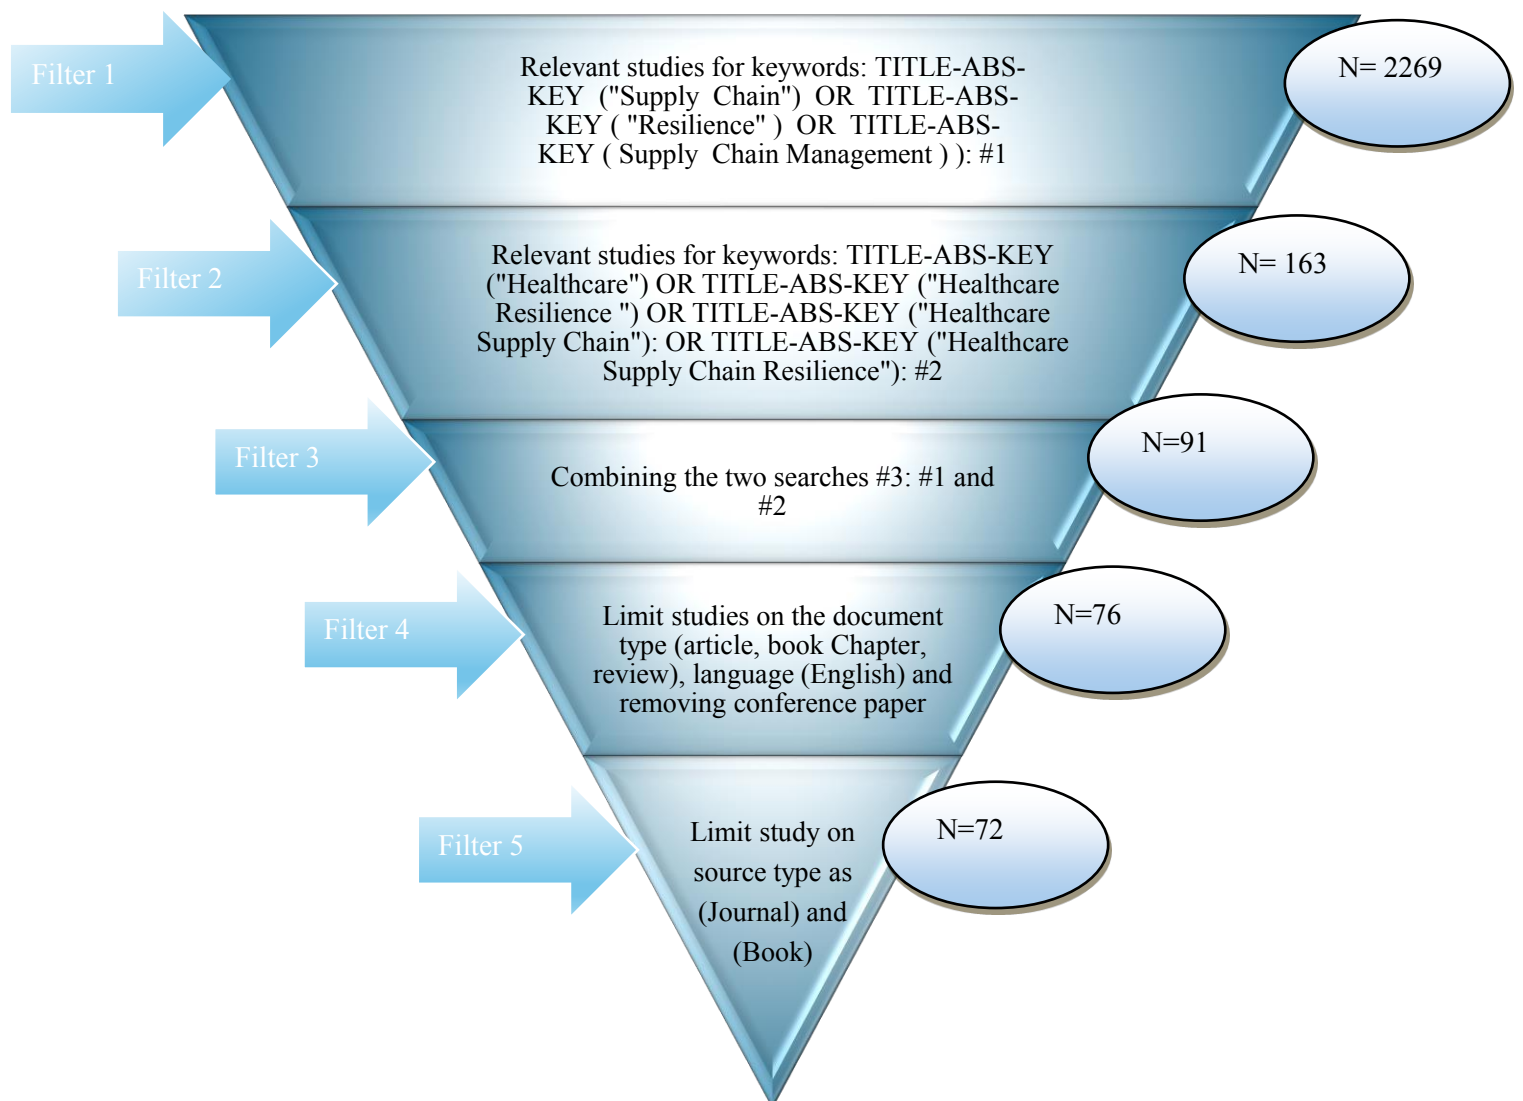 Filter 1
Relevant studies for keywords: TITLE-ABS-
KEY ("Supply Chain") OR TITLE-ABS-
KEY ( "Resilience" ) OR TITLE-ABS-
KEY ( Supply Chain Management ) ): #1
N= 2269
Filter 2
Relevant studies for keywords: TITLE-ABS-KEY
("Healthcare") OR TITLE-ABS-KEY ("Healthcare
Resilience ") OR TITLE-ABS-KEY ("Healthcare
Supply Chain"): OR TITLE-ABS-KEY ("Healthcare
Supply Chain Resilience"): #2
N= 163
Filter 3
Combining the two searches #3: #1 and
#2
N=91
Filter 4
Limit studies on the document
type (article, book Chapter,
review), language (English) and
removing conference paper
N=76
Filter 5
Limit study on
source type as
(Journal) and
(Book)
N=72